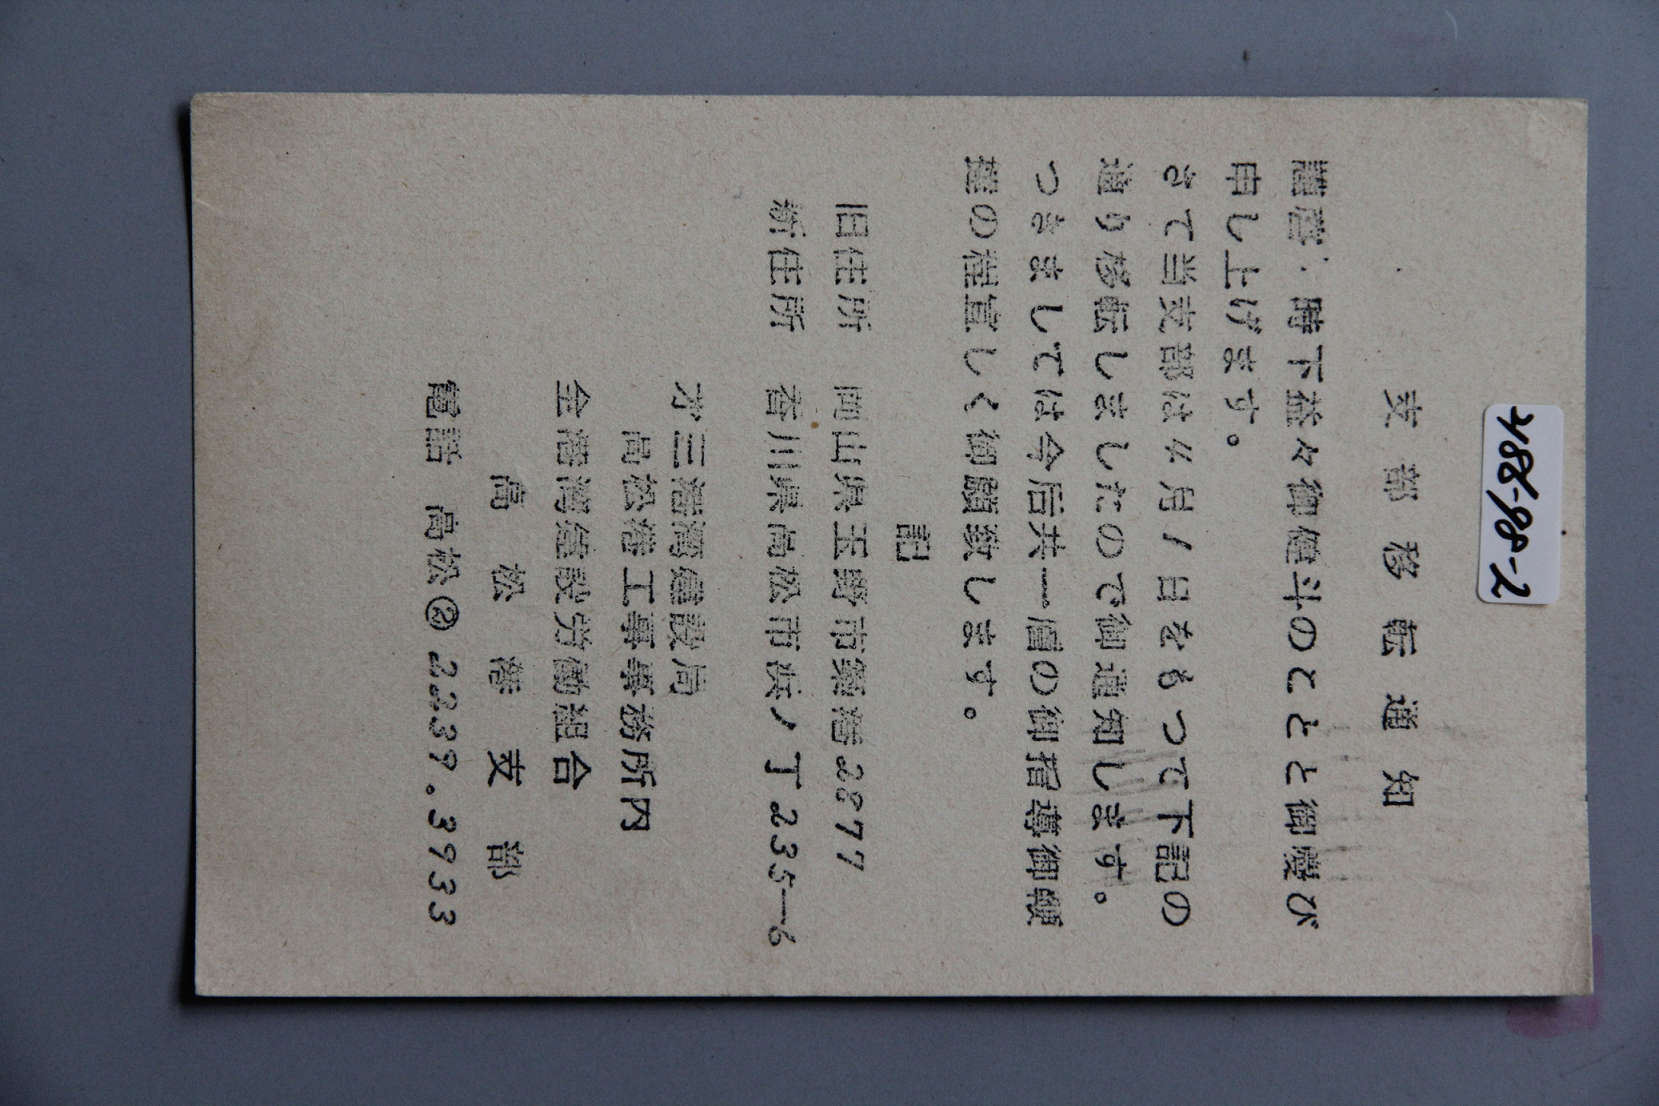 488-98-2
支部移転通知
謹啓、時下益々御健斗のことと御慶び
申し上げます。
さて当支部は4月1日をもって下記の
通り移転しましたので御通知します。
つきましては今后共一層の御指導御鞭
撻の程宜しく御願致します。
記
旧住所 岡山県玉野市築港2877
新住所 香川県高松市浜ノ丁235-6
才三港湾建設局
高松港工事事務所内
全港湾建設労働組合
高松港支部
電話 高松②2239.3933